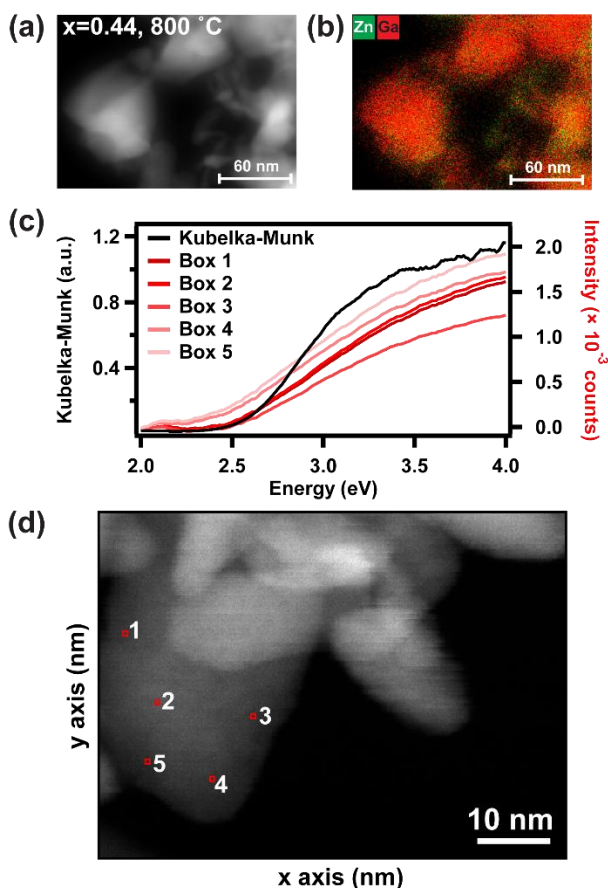 (a)
x=0.44, 800 ˚C
60 nm
(b)
Zn Ga
60 nm
(c)
Kubelka-Munk (a.u.)
1.2
0.8
0.4
Kubelka-Munk
Box 1
Box 2
Box 3
Box 4
Box 5
2.0
1.5
1.0
0.5
0.0
Intensity (× 10⁻³ counts)
2.0 2.5 3.0 3.5 4.0
Energy (eV)
(d)
y axis (nm)
1
2
3
5
4
10 nm
x axis (nm)